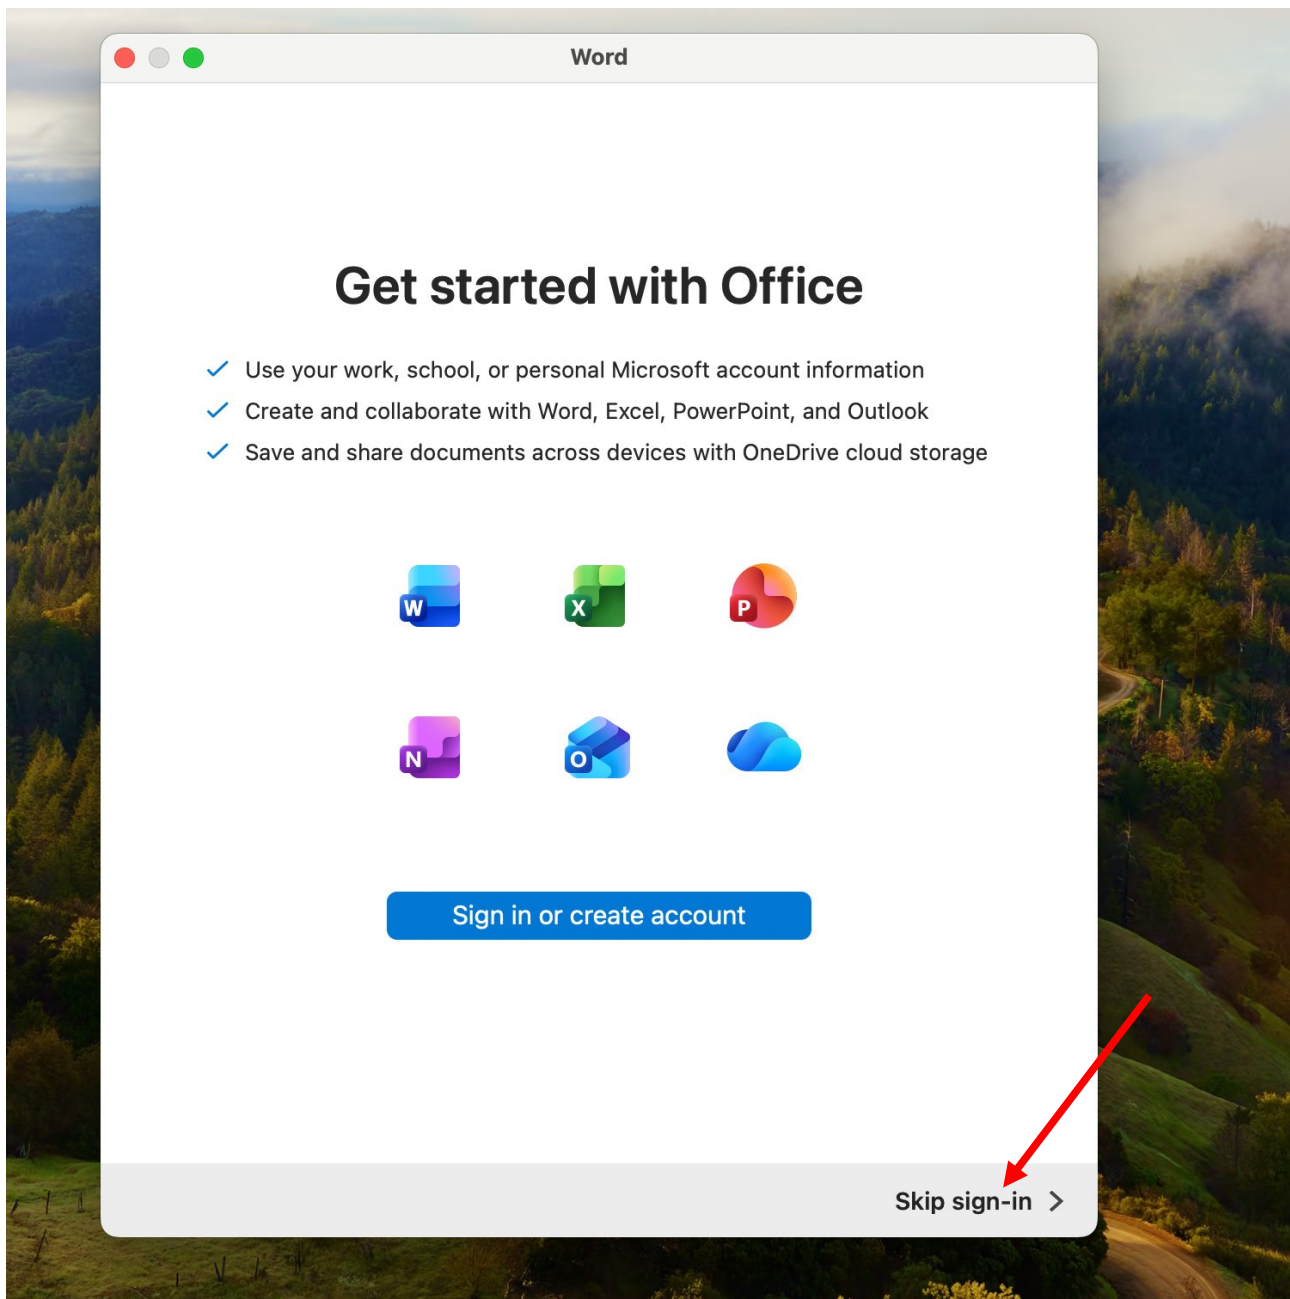 Word
Get started with Office
Use your work, school, or personal Microsoft account information
Create and collaborate with Word, Excel, PowerPoint, and Outlook
Save and share documents across devices with OneDrive cloud storage
W X P
N O
Sign in or create account
Skip sign-in